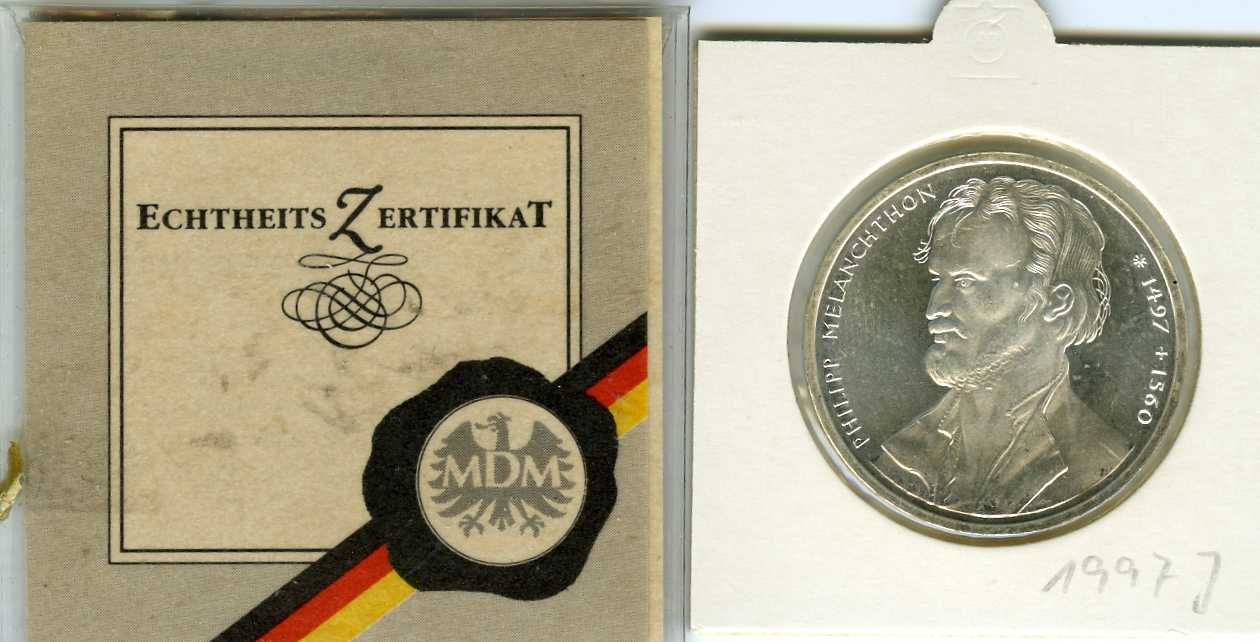 ECHTHEITS ZERTIFIKAT
MDM
PHILIPP MELANCHTHON * 1497 + 1560
1997 J